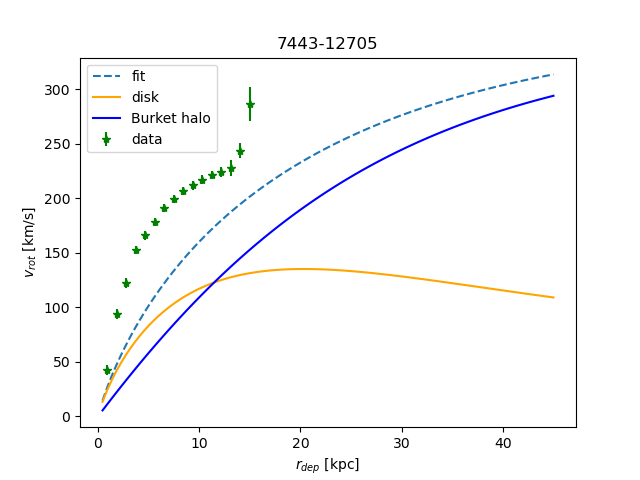 7443-12705
fit
disk
Burket halo
data
300
250
200
150
100
50
0
v_rot [km/s]
0 10 20 30 40
r_dep [kpc]